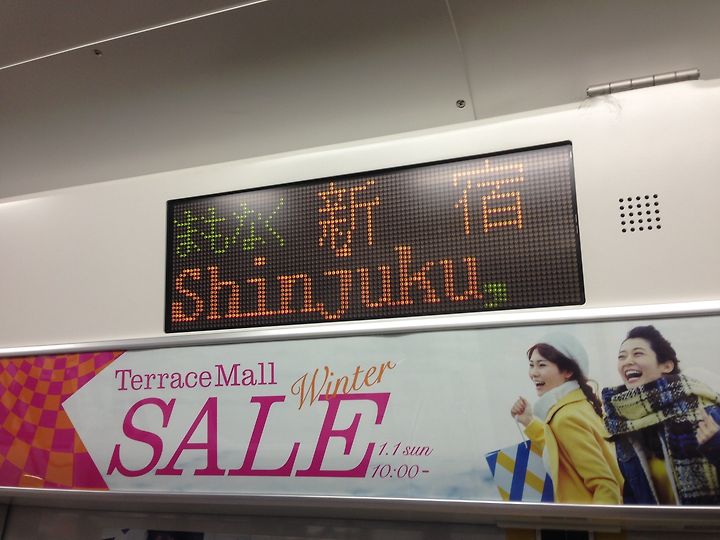 まもなく 新宿
Shinjuku
TerraceMall
Winter
SALE
1.1 sun
10:00-